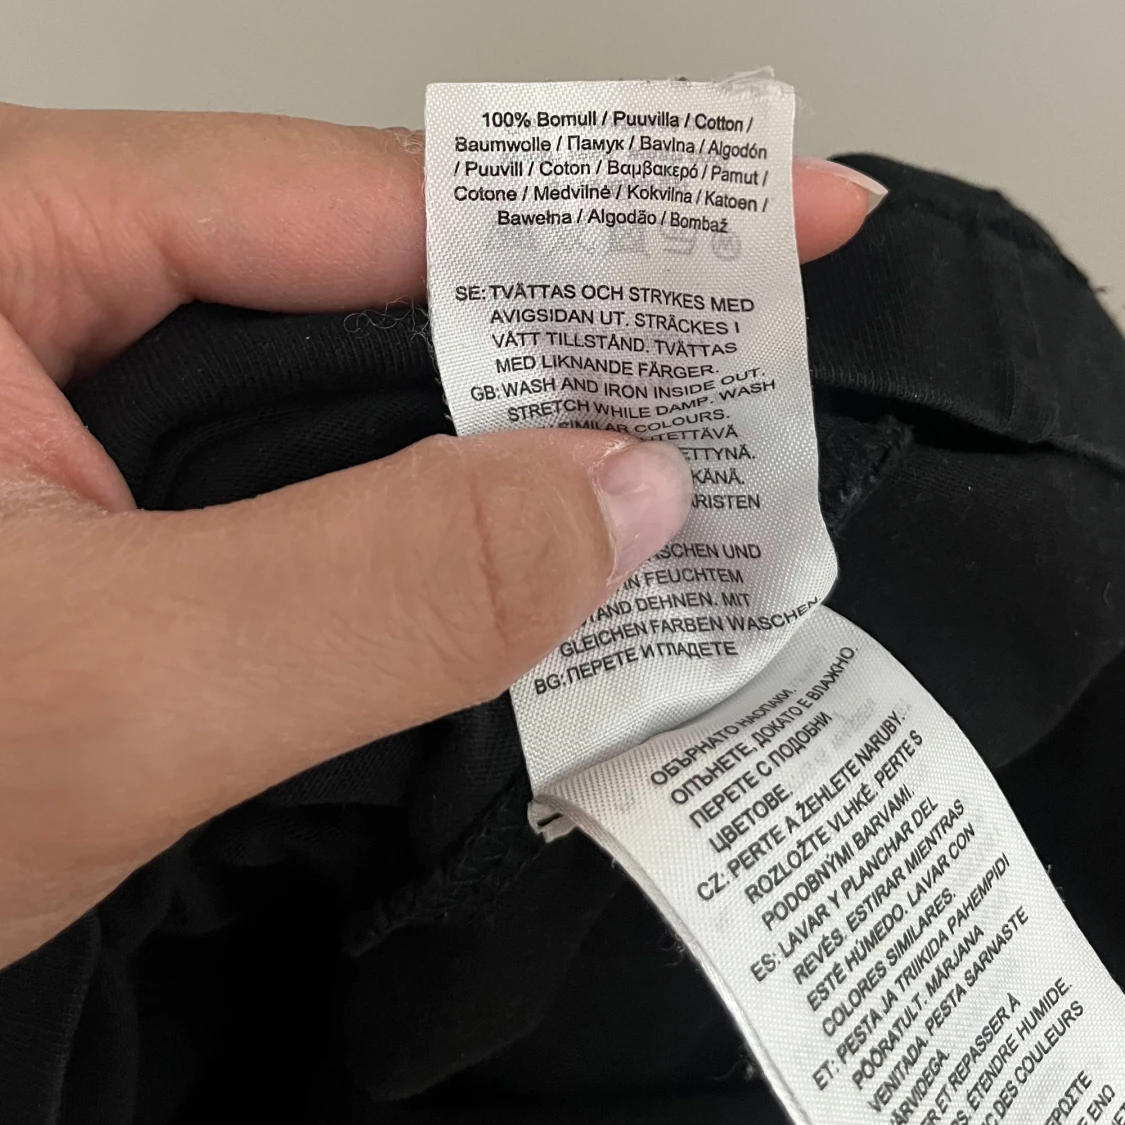 100% Bomull / Puuvilla / Cotton /
Baumwolle / Памук / Bavlna / Algodón
/ Puuvill / Coton / Βαμβακερό / Pamut /
Cotone / Medvilnė / Kokvilna / Katoen /
Bawełna / Algodão / Bombaž
SE: TVÄTTAS OCH STRYKES MED
AVIGSIDAN UT. STRÄCKES I
VÅTT TILLSTÅND. TVÄTTAS
MED LIKNANDE FÄRGER.
GB: WASH AND IRON INSIDE OUT.
STRETCH WHILE DAMP. WASH
SIMILAR COLOURS.
UND
FEUCHTEM
DEHNEN. MIT
GLEICHEN FARBEN WASCHEN.
BG: ПЕРЕТЕ И ГЛАДЕТЕ
ОБЪРНАТО НАОПАКИ.
ОПЪНЕТЕ, ДОКАТО Е ВЛАЖНО.
ПЕРЕТЕ С ПОДОБНИ
ЦВЕТОВЕ.
CZ: PERTE A ŽEHLETE NARUBY.
ROZLOŽTE VLHKÉ. PERTE S
PODOBNÝMI BARVAMI.
ES: LAVAR Y PLANCHAR DEL
REVÉS. ESTIRAR MIENTRAS
ESTÉ HÚMEDO. LAVAR CON
COLORES SIMILARES.
ET: PESTA JA TRIIKIDA PAHEMPIDI
PÖÖRATULT. MÄRJANA
VENITADA. PESTA SARNASTE
ET REPASSER À
ETENDRE HUMIDE.
DES COULEURS